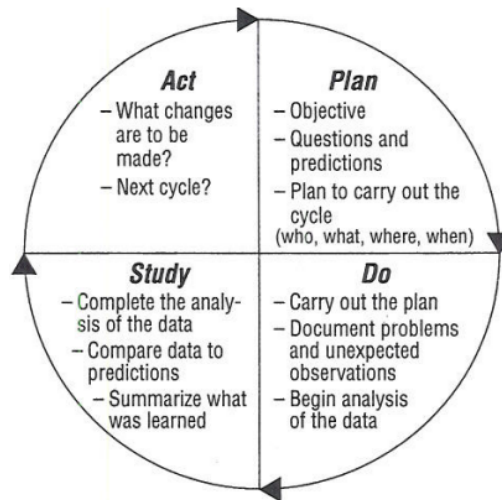 Act
– What changes
are to be
made?
– Next cycle?
Plan
– Objective
– Questions and
predictions
– Plan to carry out the
cycle
(who, what, where, when)
Study
– Complete the analy-
sis of the data
– Compare data to
predictions
– Summarize what
was learned
Do
– Carry out the plan
– Document problems
and unexpected
observations
– Begin analysis
of the data